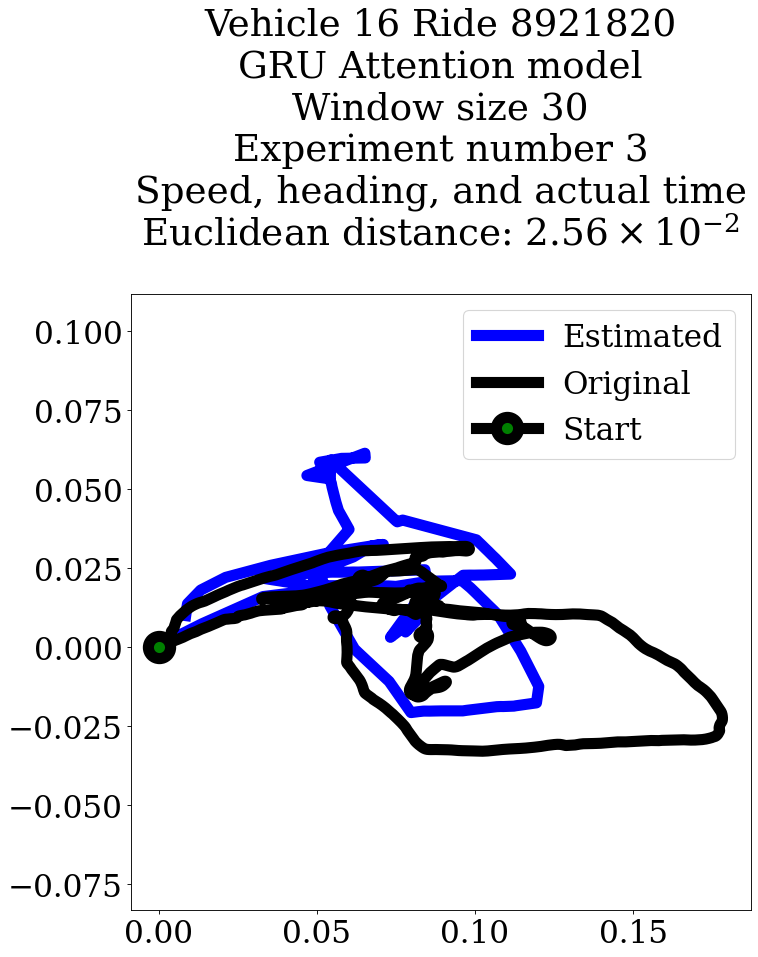 Vehicle 16 Ride 8921820
GRU Attention model
Window size 30
Experiment number 3
Speed, heading, and actual time
Euclidean distance: 2.56 × 10⁻²
Estimated
Original
Start
0.100
0.075
0.050
0.025
0.000
−0.025
−0.050
−0.075
0.00 0.05 0.10 0.15